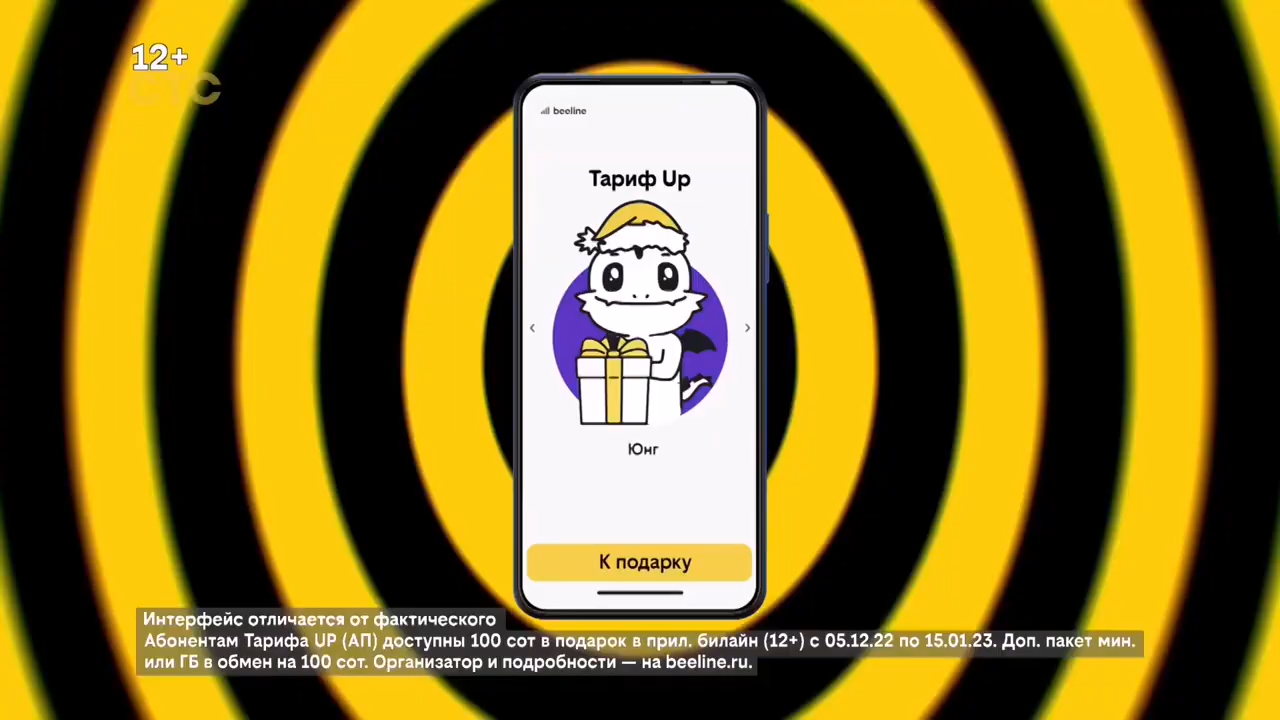 12+
СТС
beeline
Тариф Up
Юнг
К подарку
Интерфейс отличается от фактического
Абонентам Тарифа UP (АП) доступны 100 сот в подарок в прил. билайн (12+) с 05.12.22 по 15.01.23. Доп. пакет мин.
или ГБ в обмен на 100 сот. Организатор и подробности — на beeline.ru.